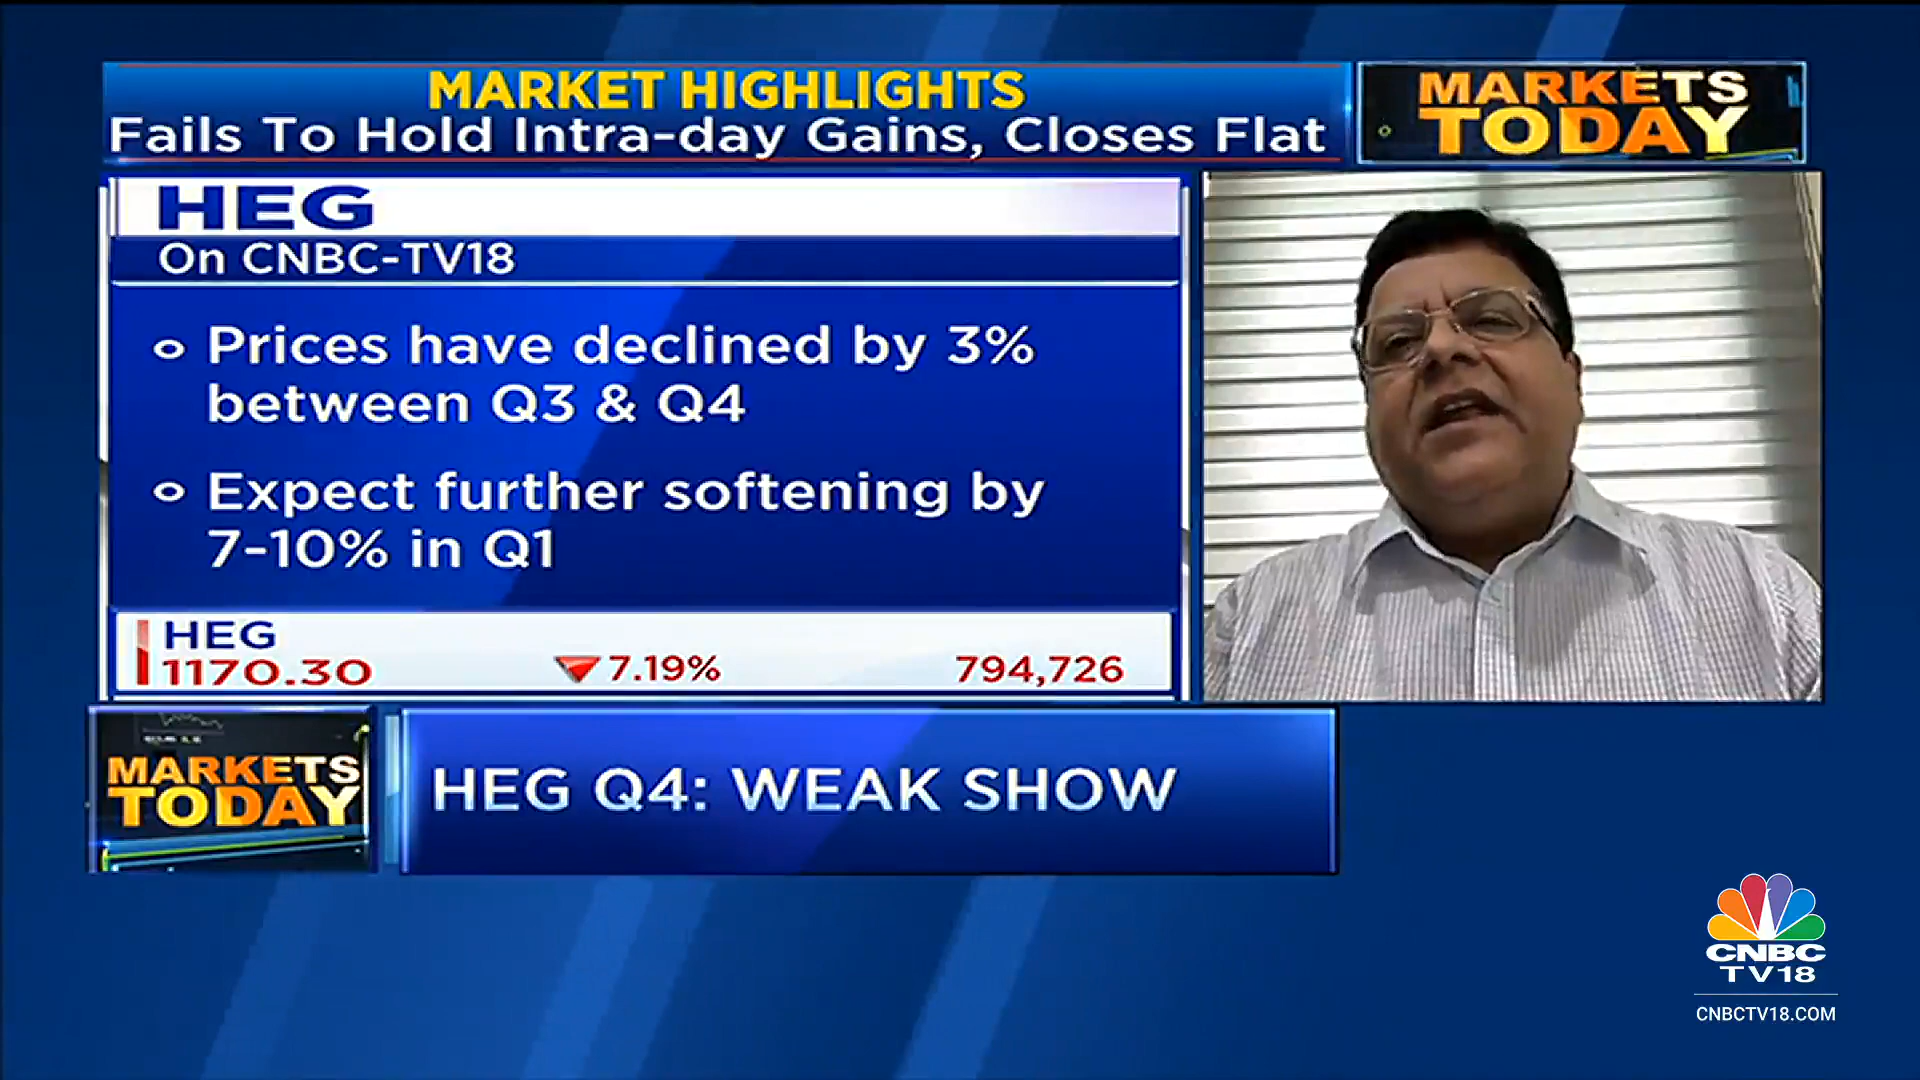 MARKET HIGHLIGHTS
Fails To Hold Intra-day Gains, Closes Flat
MARKETS
TODAY
HEG
On CNBC-TV18
Prices have declined by 3%
between Q3 & Q4
Expect further softening by
7-10% in Q1
HEG
1170.30 7.19% 794,726
MARKETS
TODAY
HEG Q4: WEAK SHOW
CNBC
TV18
CNBCTV18.COM